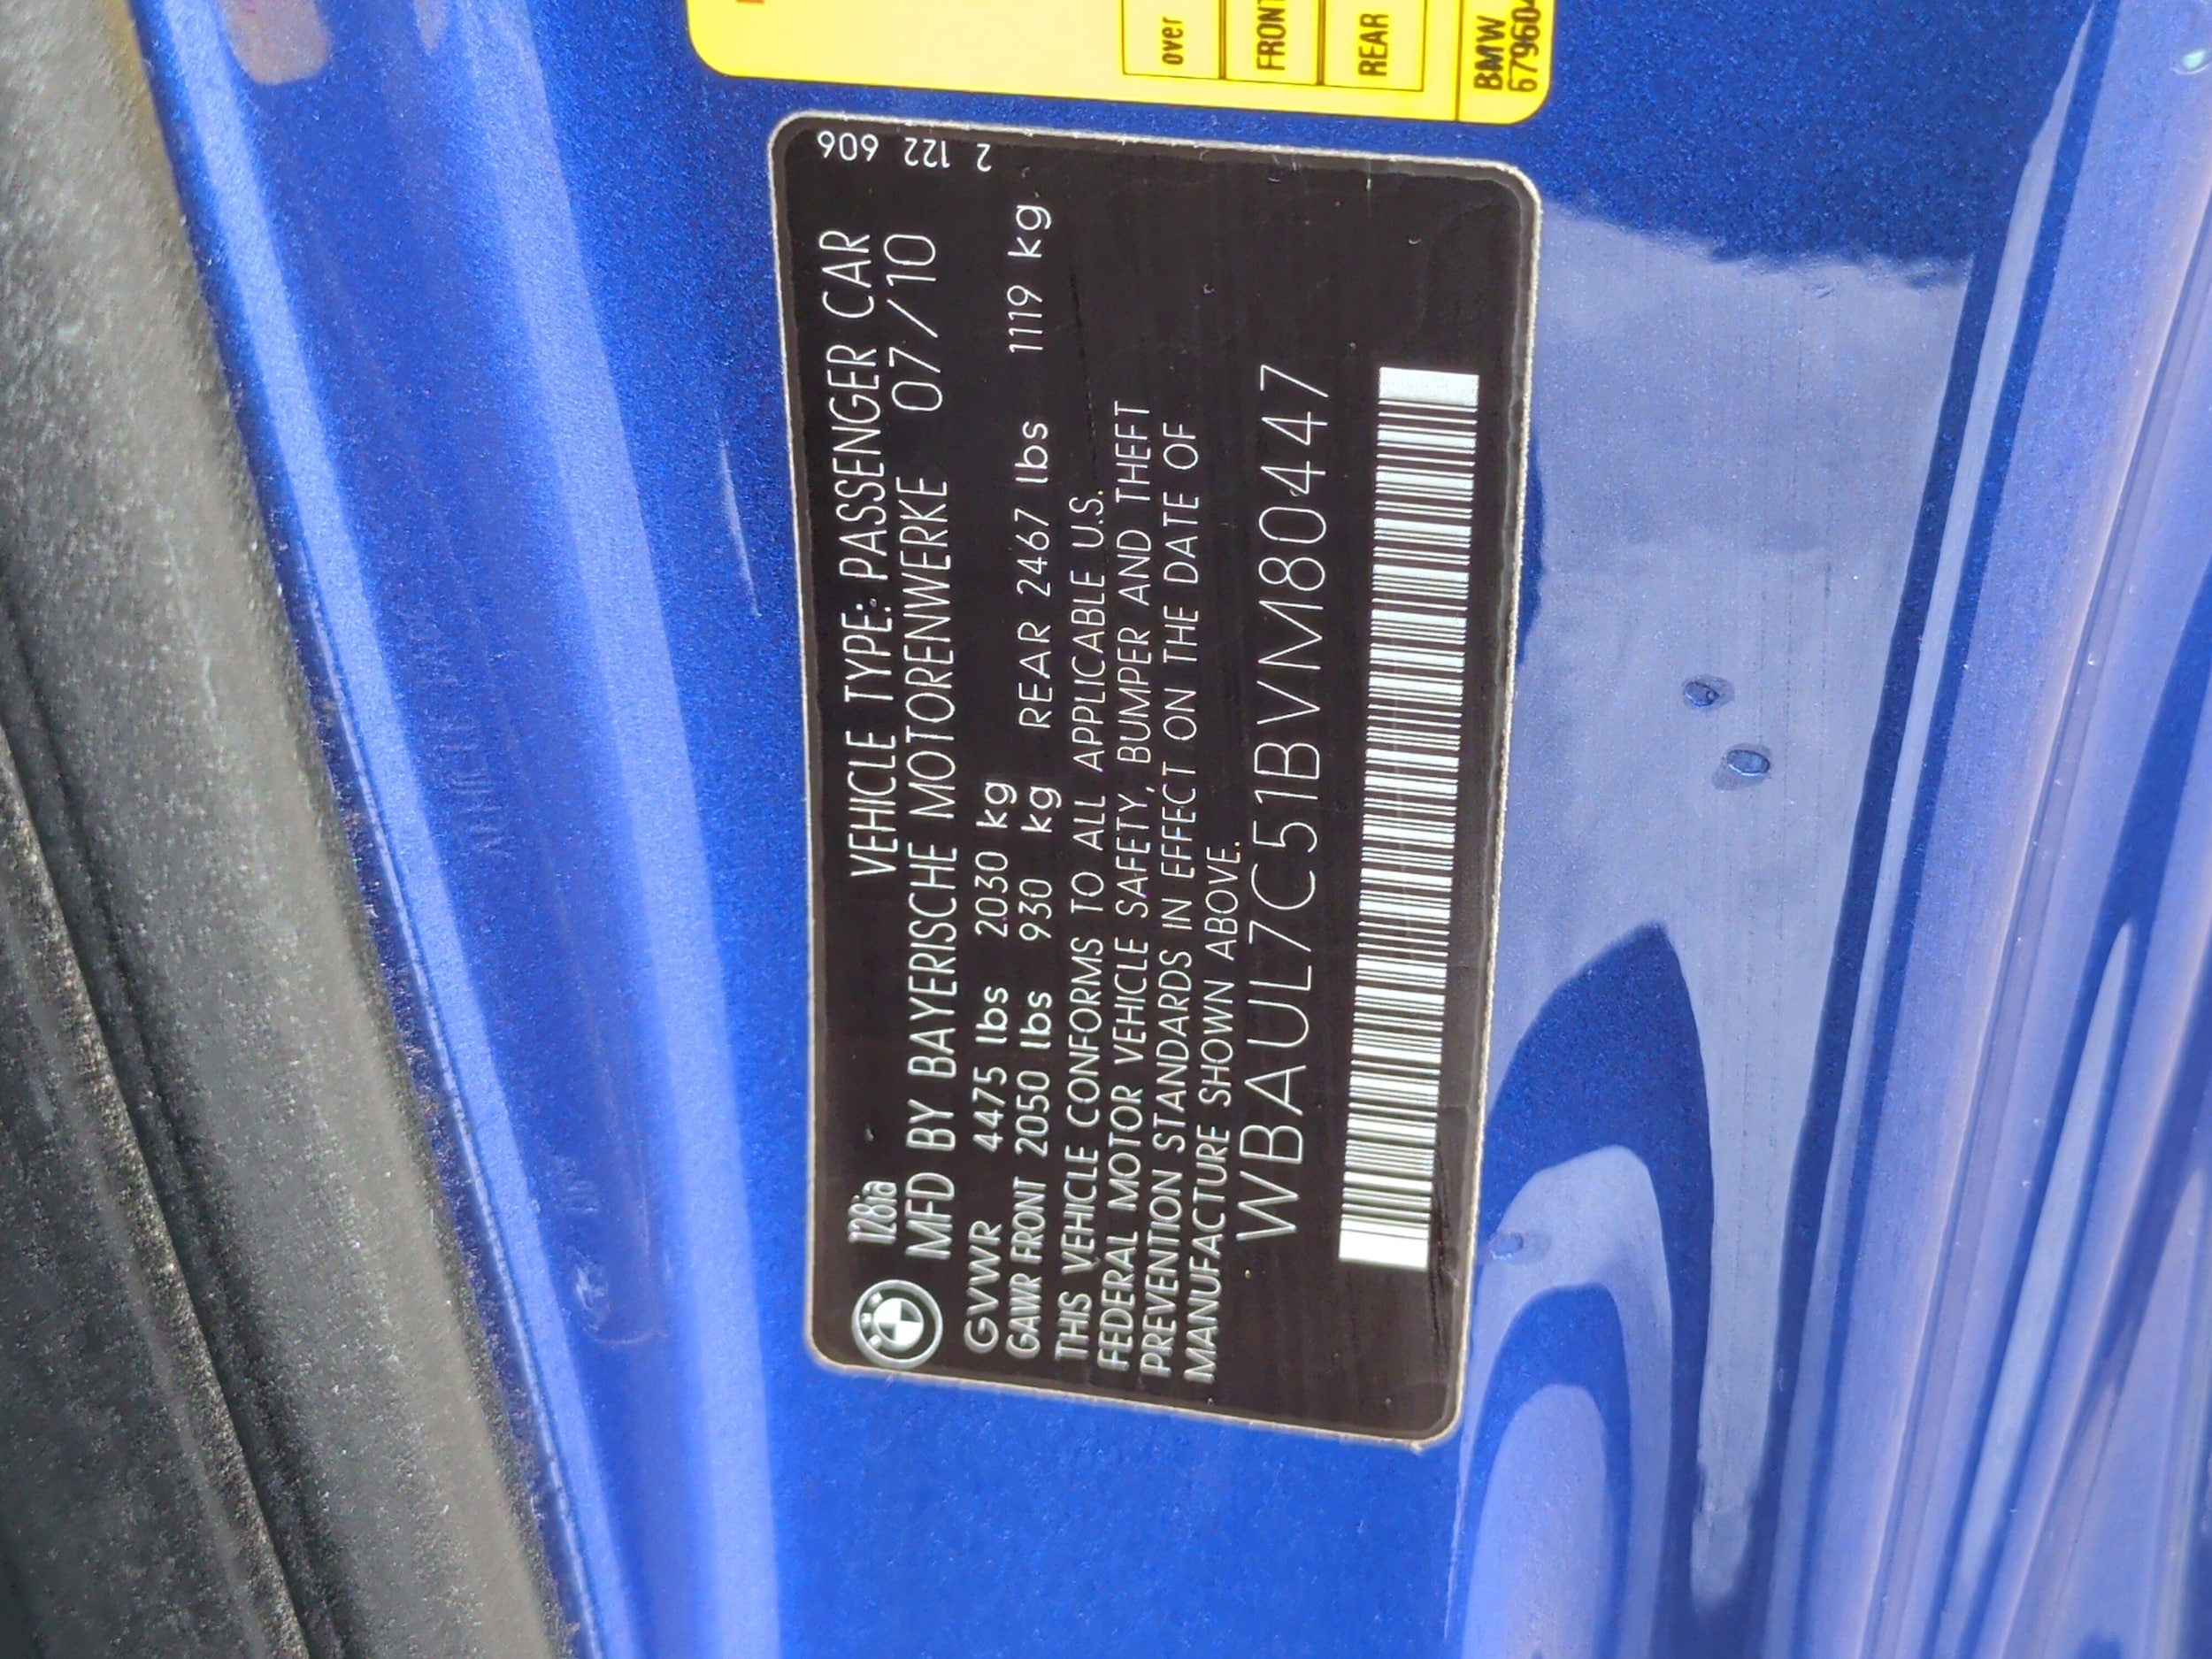 2 122 606
VEHICLE TYPE: PASSENGER CAR
128ia
MFD BY BAYERISCHE MOTORENWERKE 07/10
GVWR 4475 lbs 2030 kg
GAWR FRONT 2050 lbs 930 kg REAR 2467 lbs 1119 kg
THIS VEHICLE CONFORMS TO ALL APPLICABLE U.S.
FEDERAL MOTOR VEHICLE SAFETY, BUMPER AND THEFT
PREVENTION STANDARDS IN EFFECT ON THE DATE OF
MANUFACTURE SHOWN ABOVE.
WBAUL7C51BVM80447
over
FRONT
REAR
BMW